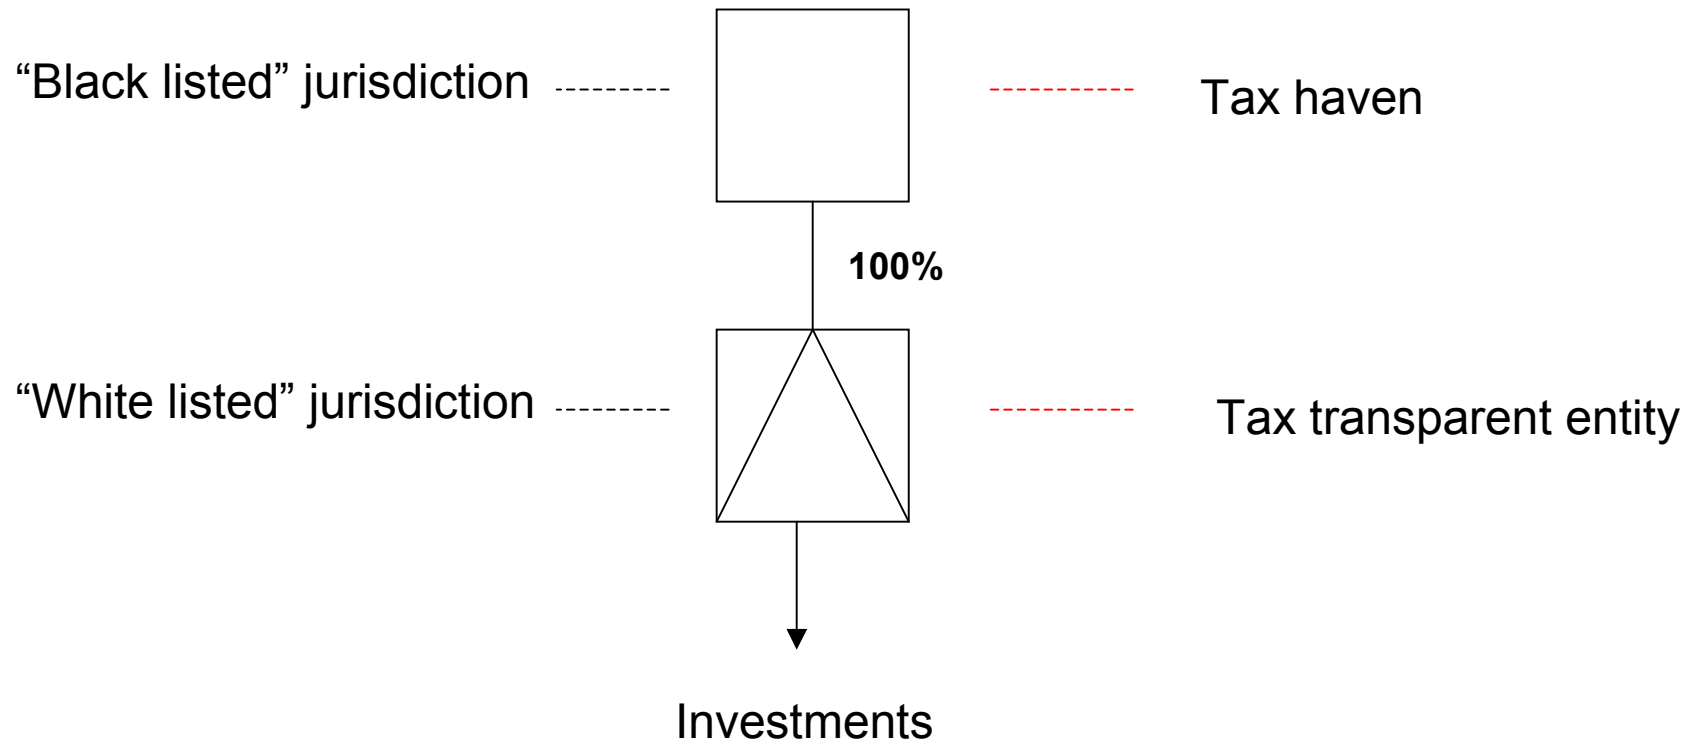 “Black listed” jurisdiction
Tax haven
100%
“White listed” jurisdiction
Tax transparent entity
Investments